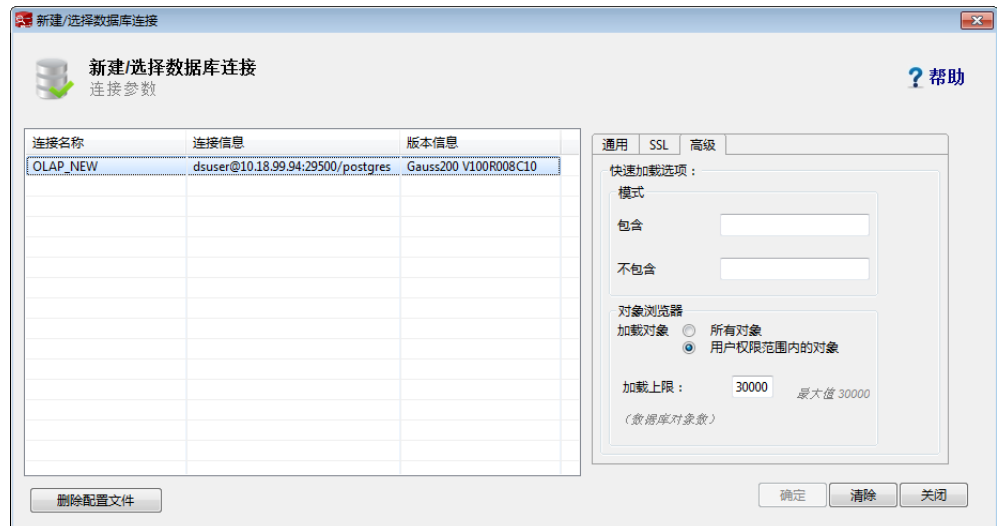 新建/选择数据库连接
新建/选择数据库连接
连接参数
? 帮助
连接名称 连接信息 版本信息
OLAP_NEW dsuser@10.18.99.94:29500/postgres Gauss200 V100R008C10
通用 SSL 高级
快速加载选项：
模式
包含
不包含
对象浏览器
加载对象 所有对象
用户权限范围内的对象
加载上限： 30000 最大值 30000
（数据库对象数）
删除配置文件
确定 清除 关闭